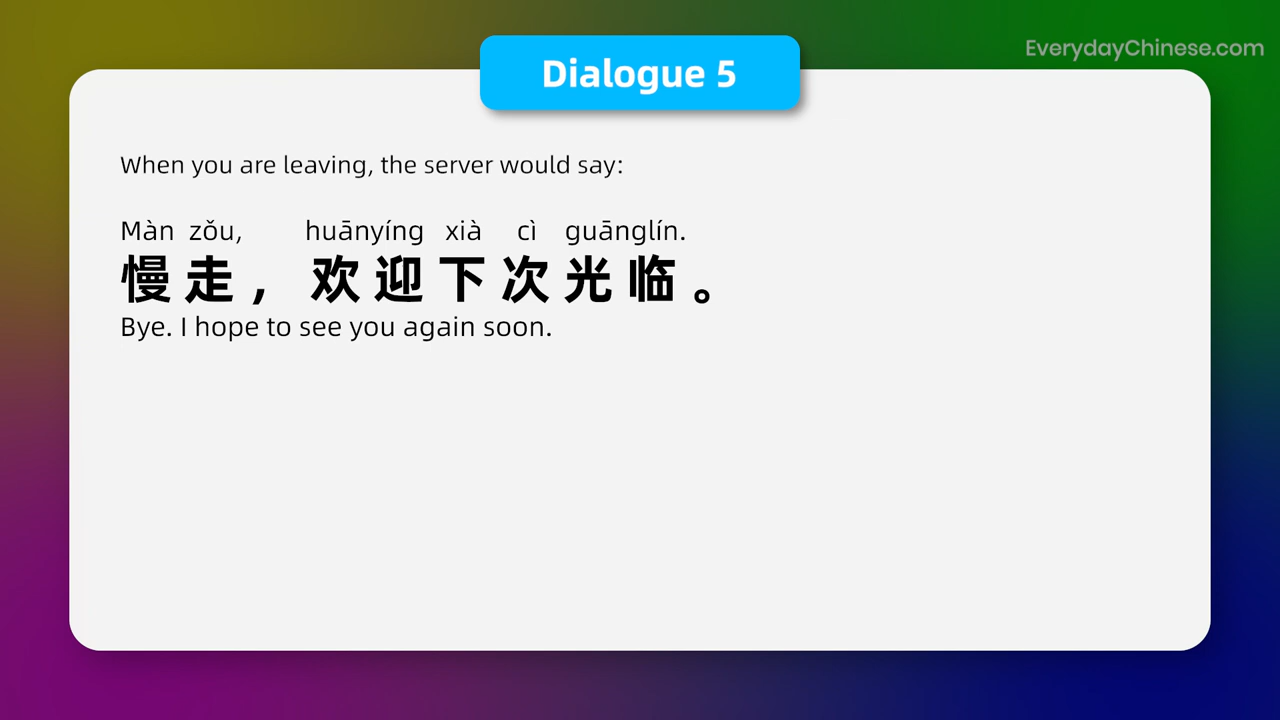 EverydayChinese.com
Dialogue 5
When you are leaving, the server would say:
Màn zǒu, huānyíng xià cì guānglín.
慢走，欢迎下次光临。
Bye. I hope to see you again soon.